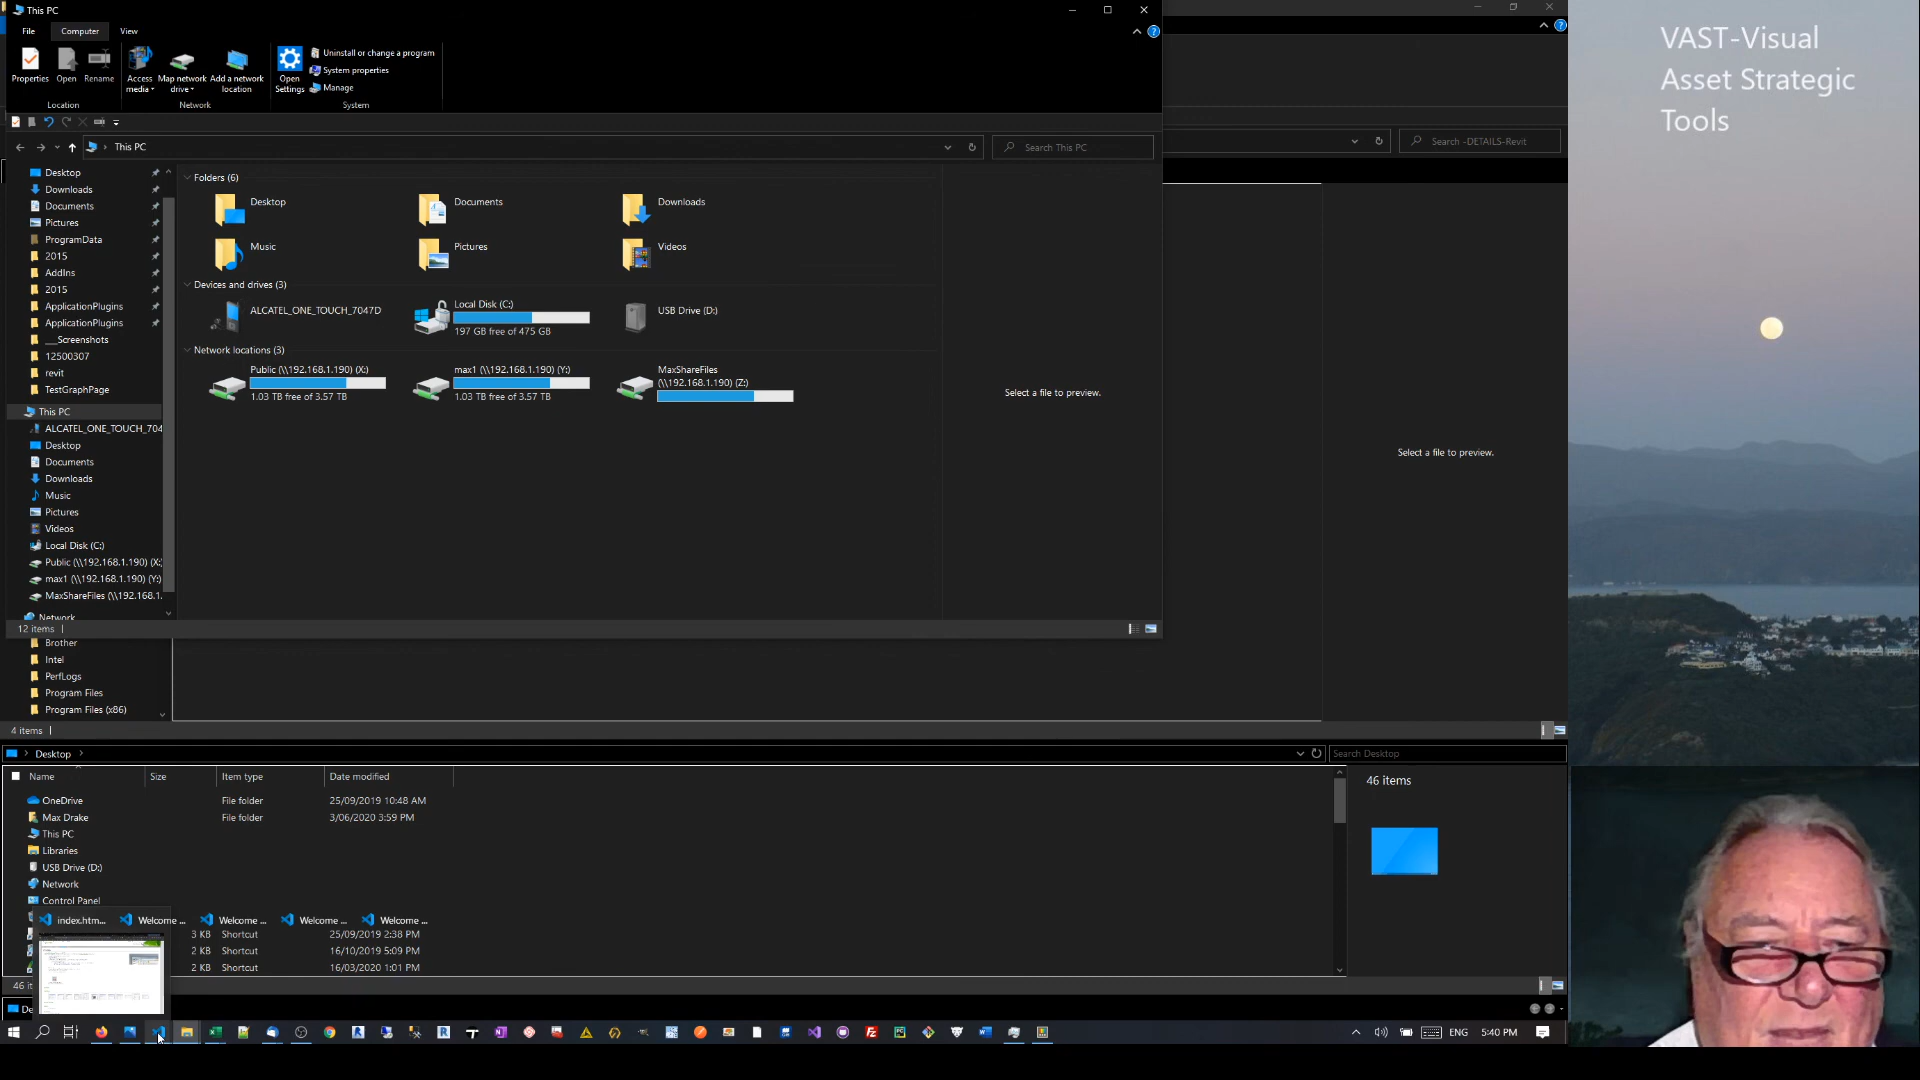 This PC
File
Computer
View
Properties
Open
Rename
Access media
Map network drive
Add a network location
Open Settings
Uninstall or change a program
System properties
Manage
Location
Network
System
This PC
Search This PC
Search -DETAILS-Revit
Desktop
Downloads
Documents
Pictures
ProgramData
2015
AddIns
2015
ApplicationPlugins
ApplicationPlugins
___Screenshots
12500307
revit
TestGraphPage
This PC
ALCATEL_ONE_TOUCH_704
Desktop
Documents
Downloads
Music
Pictures
Videos
Local Disk (C:)
Public (\\192.168.1.190) (X:
max1 (\\192.168.1.190) (Y:)
MaxShareFiles (\\192.168.1.
Network
12 items
Folders (6)
Desktop
Documents
Downloads
Music
Pictures
Videos
Devices and drives (3)
ALCATEL_ONE_TOUCH_7047D
Local Disk (C:)
197 GB free of 475 GB
USB Drive (D:)
Network locations (3)
Public (\\192.168.1.190) (X:)
1.03 TB free of 3.57 TB
max1 (\\192.168.1.190) (Y:)
1.03 TB free of 3.57 TB
MaxShareFiles
(\\192.168.1.190) (Z:)
Select a file to preview.
Select a file to preview.
Brother
Intel
PerfLogs
Program Files
Program Files (x86)
4 items
Desktop
Search Desktop
Name
Size
Item type
Date modified
OneDrive
File folder
25/09/2019 10:48 AM
Max Drake
File folder
3/06/2020 3:59 PM
This PC
Libraries
USB Drive (D:)
Network
Control Panel
index.htm...
Welcome ...
Welcome ...
Welcome ...
Welcome ...
3 KB Shortcut 25/09/2019 2:38 PM
2 KB Shortcut 16/10/2019 5:09 PM
2 KB Shortcut 16/03/2020 1:01 PM
46 items
46 it
De
ENG
5:40 PM
VAST-Visual
Asset Strategic
Tools